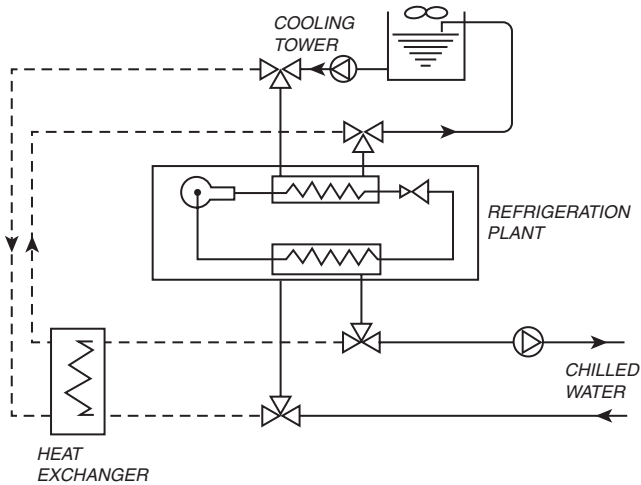 COOLING
TOWER
REFRIGERATION
PLANT
CHILLED
WATER
HEAT
EXCHANGER